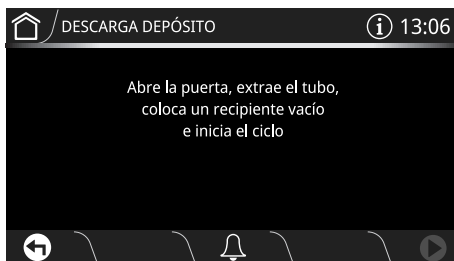 DESCARGA DEPÓSITO
i 13:06
Abre la puerta, extrae el tubo,
coloca un recipiente vacío
e inicia el ciclo